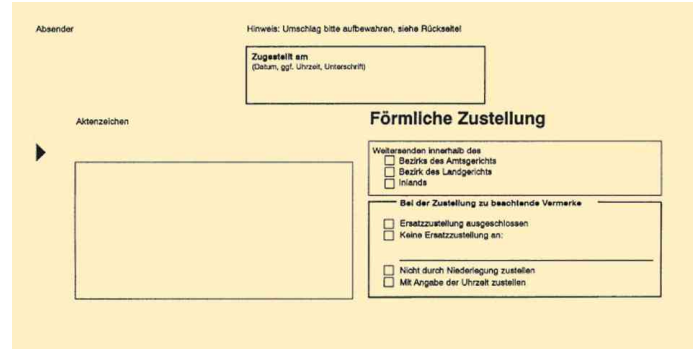 Absender
Hinweis: Umschlag bitte aufbewahren, siehe Rückseite!
Zugestellt am
(Datum, ggf. Uhrzeit, Unterschrift)
Aktenzeichen
Förmliche Zustellung
Weitersenden innerhalb des
Bezirks des Amtsgerichts
Bezirk des Landgerichts
Inlands
Bei der Zustellung zu beachtende Vermerke
Ersatzzustellung ausgeschlossen
Keine Ersatzzustellung an:
Nicht durch Niederlegung zustellen
Mit Angabe der Uhrzeit zustellen